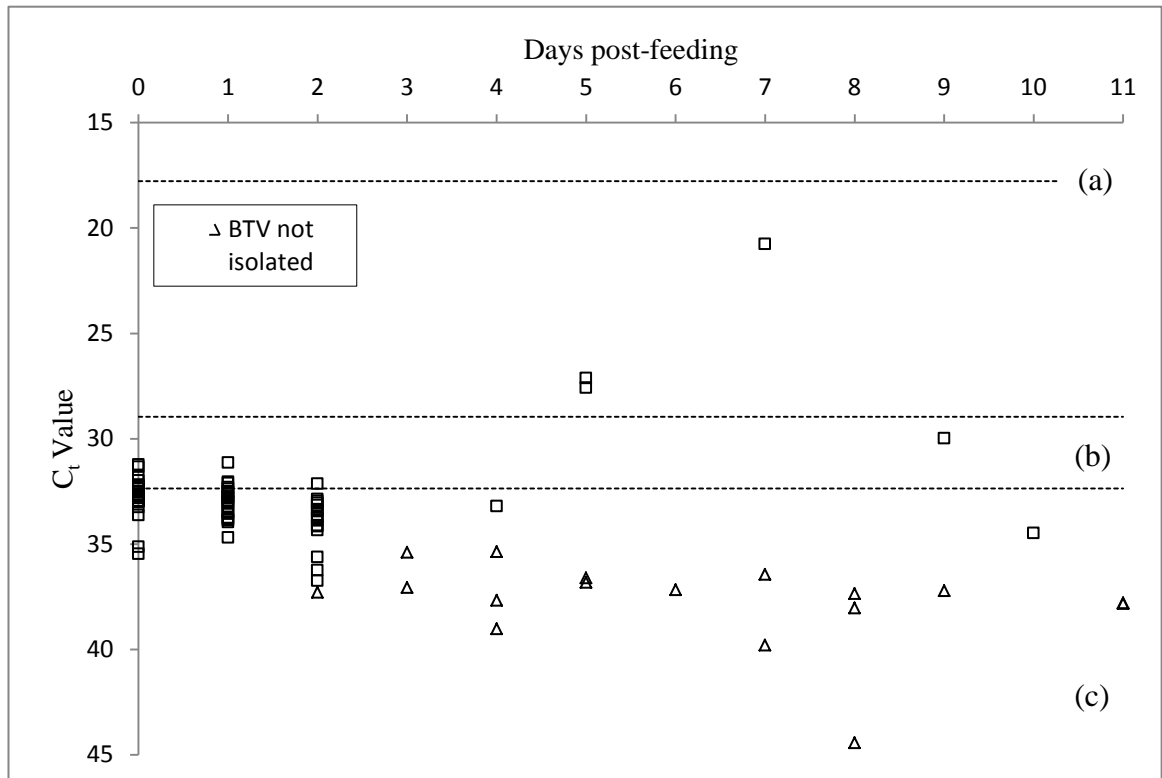 Days post-feeding
0 1 2 3 4 5 6 7 8 9 10 11
15
(a)
20
BTV not
isolated
25
30
(b)
35
40
(c)
45
Ct Value